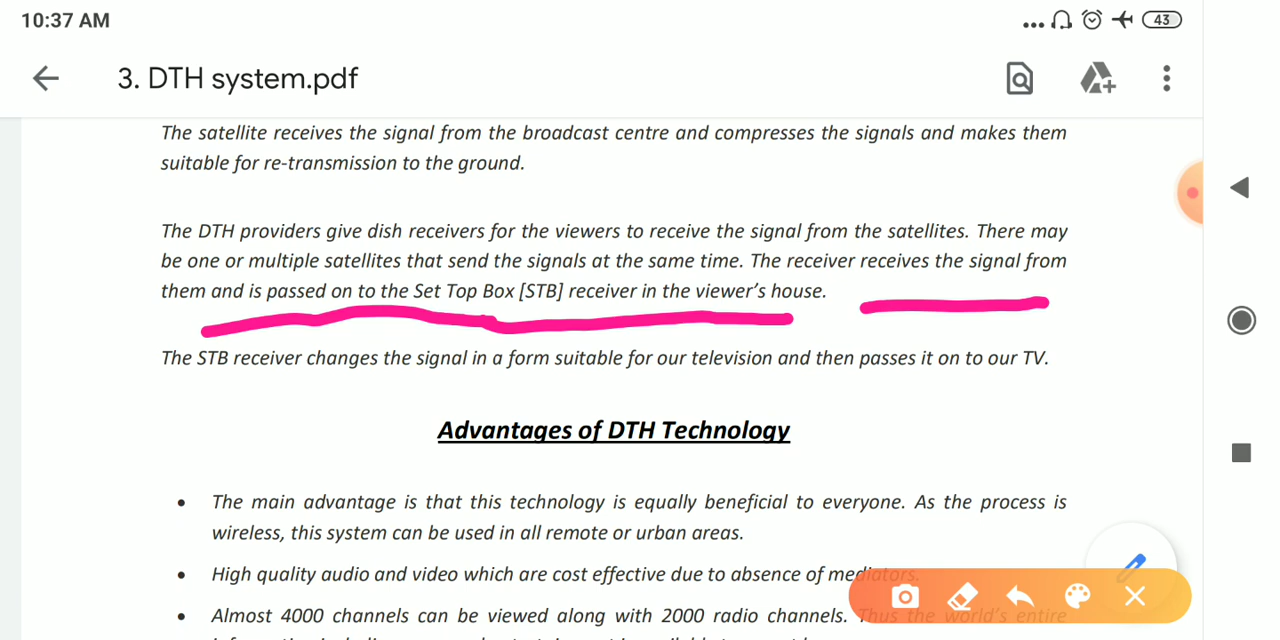 10:37 AM
43
3. DTH system.pdf
The satellite receives the signal from the broadcast centre and compresses the signals and makes them
suitable for re-transmission to the ground.
The DTH providers give dish receivers for the viewers to receive the signal from the satellites. There may
be one or multiple satellites that send the signals at the same time. The receiver receives the signal from
them and is passed on to the Set Top Box [STB] receiver in the viewer's house.
The STB receiver changes the signal in a form suitable for our television and then passes it on to our TV.
Advantages of DTH Technology
• The main advantage is that this technology is equally beneficial to everyone. As the process is
wireless, this system can be used in all remote or urban areas.
• High quality audio and video which are cost effective due to absence of mediators.
• Almost 4000 channels can be viewed along with 2000 radio channels. Thus the world's entire